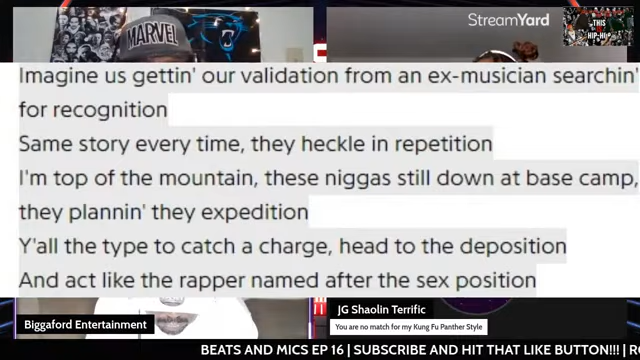 MARVEL
StreamYard
THIS
IS
HIP-HOP
Imagine us gettin' our validation from an ex-musician searchin'
for recognition
Same story every time, they heckle in repetition
I'm top of the mountain, these niggas still down at base camp,
they plannin' they expedition
Y'all the type to catch a charge, head to the deposition
And act like the rapper named after the sex position
Biggaford Entertainment
JG Shaolin Terrific
You are no match for my Kung Fu Panther Style
BEATS AND MICS EP 16 | SUBSCRIBE AND HIT THAT LIKE BUTTON!!! | R